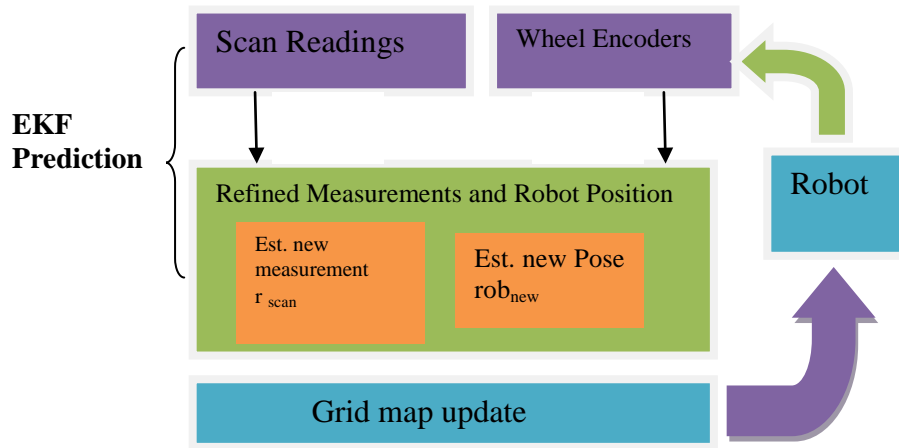 Scan Readings
Wheel Encoders
EKF
Prediction
Robot
Refined Measurements and Robot Position
Est. new
measurement
r scan
Est. new Pose
robnew
Grid map update